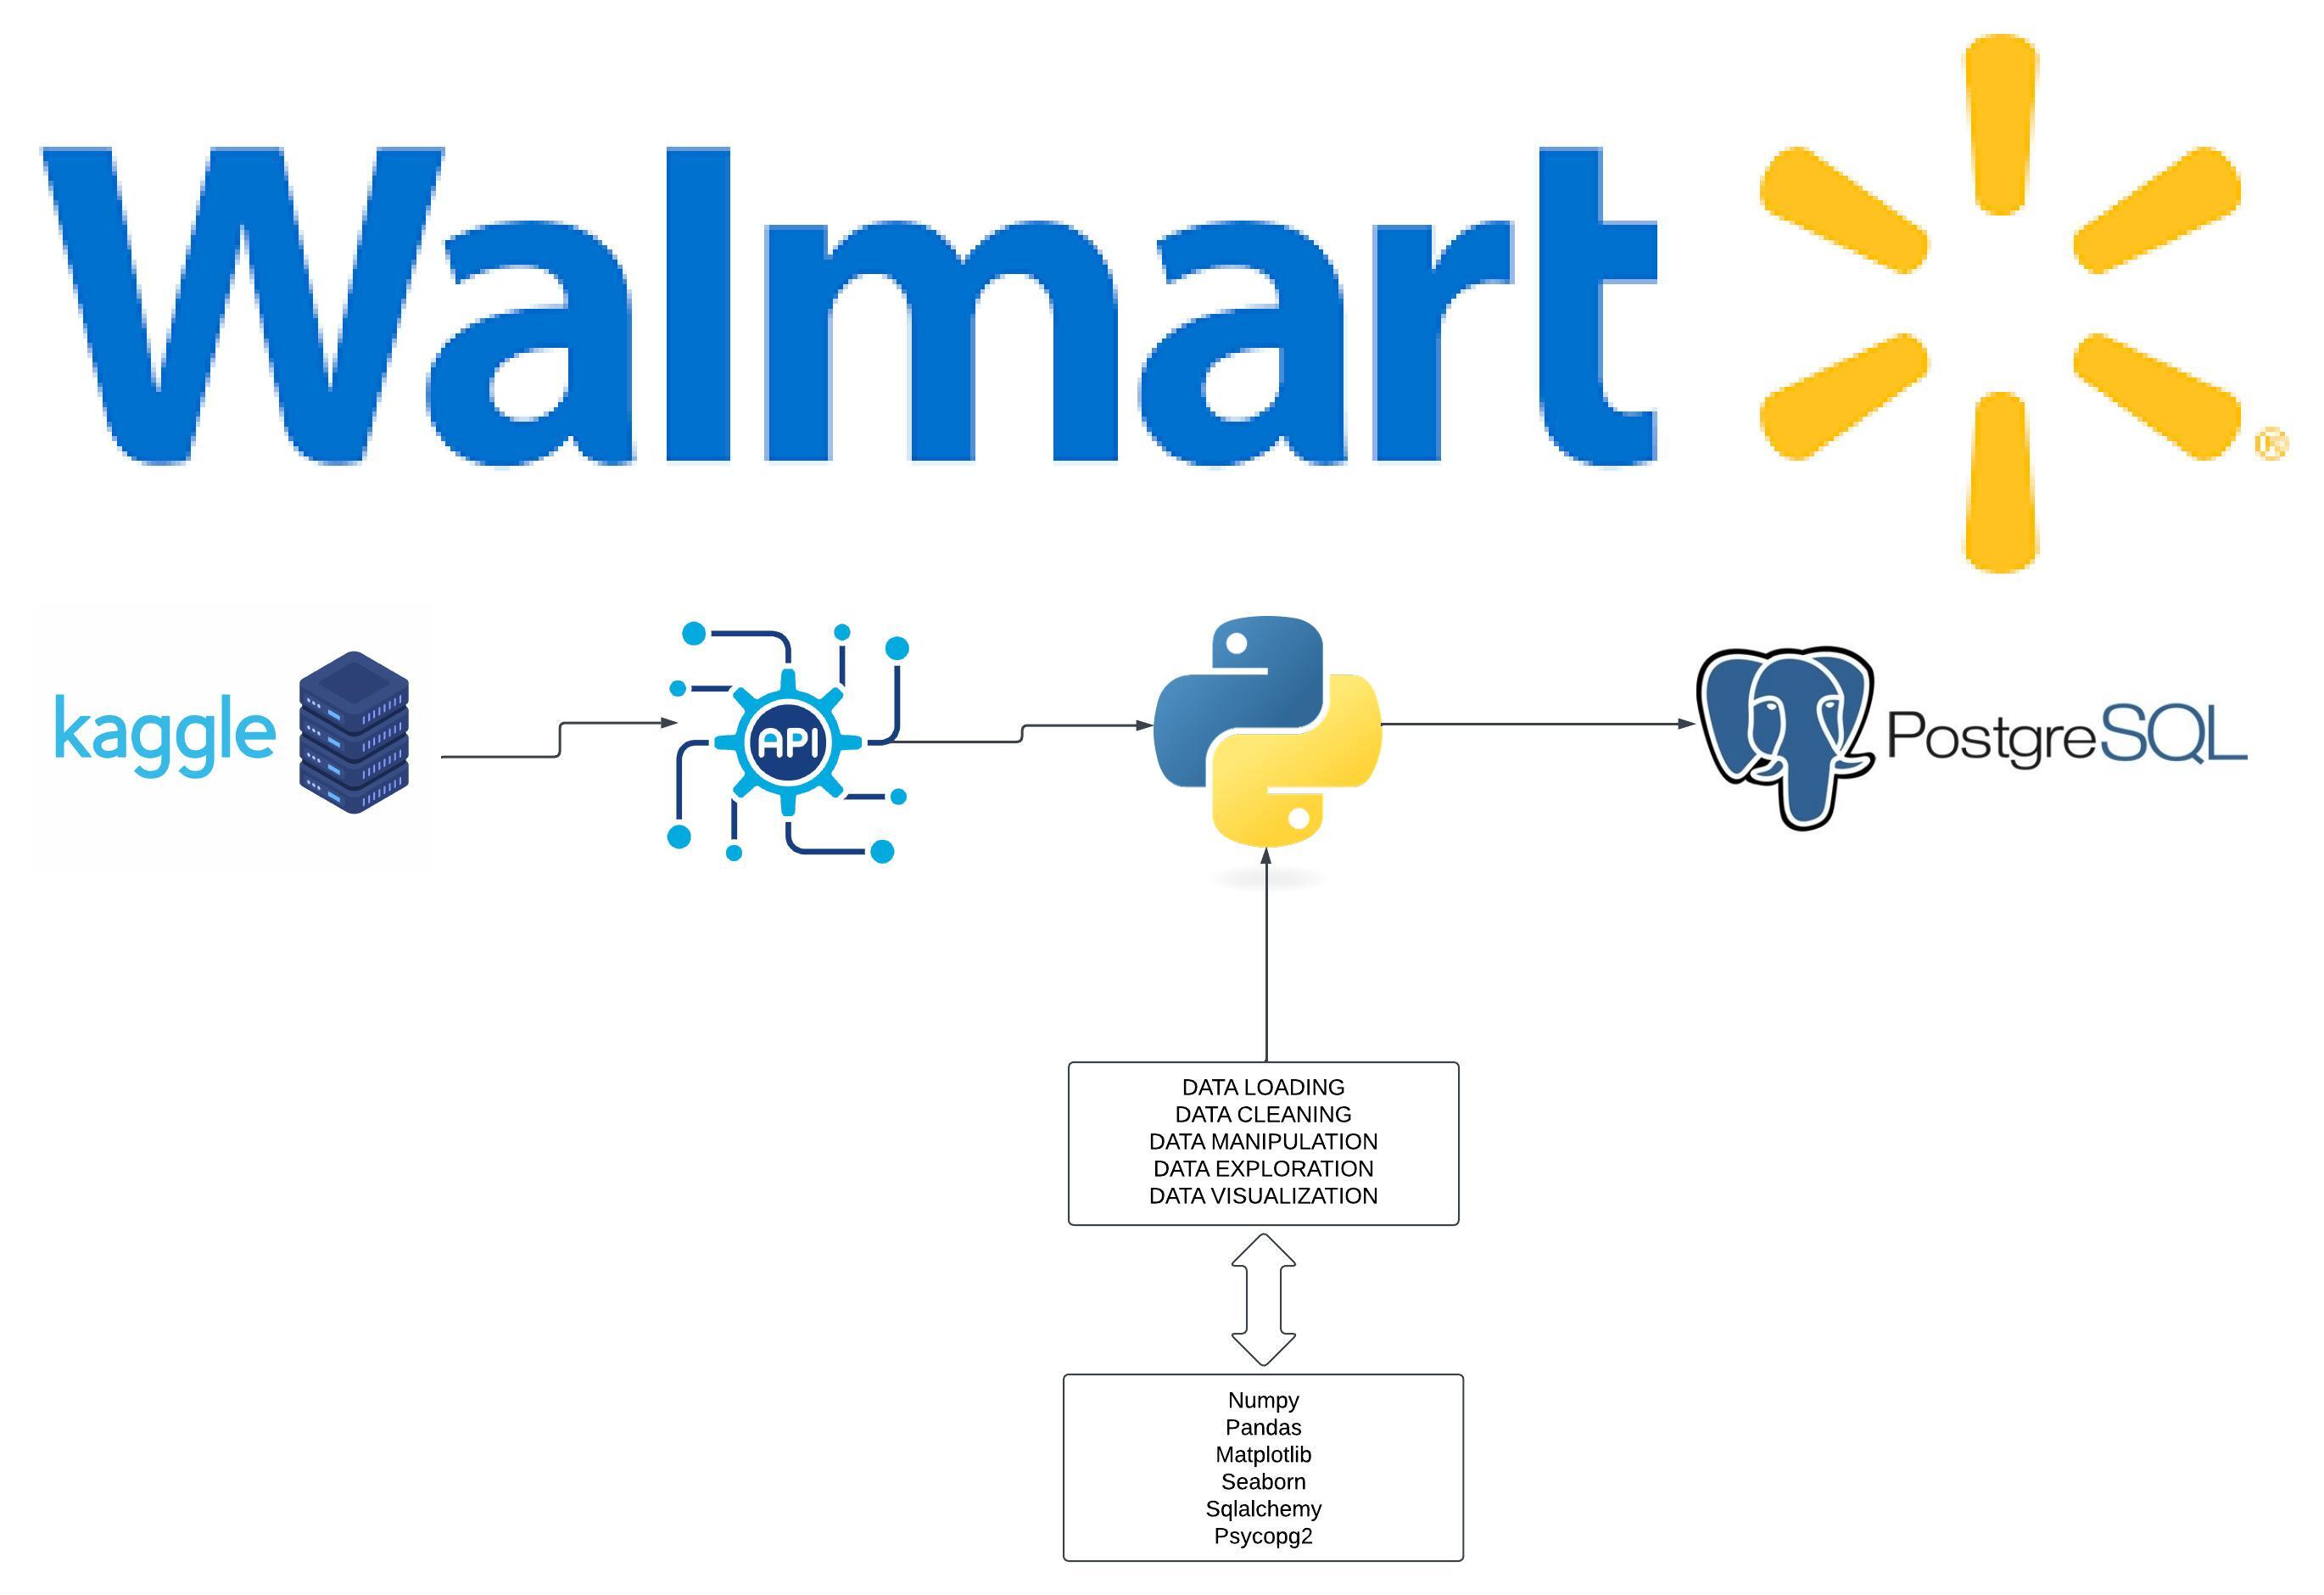 Walmart
®
kaggle
API
PostgreSQL
DATA LOADING
DATA CLEANING
DATA MANIPULATION
DATA EXPLORATION
DATA VISUALIZATION
Numpy
Pandas
Matplotlib
Seaborn
Sqlalchemy
Psycopg2